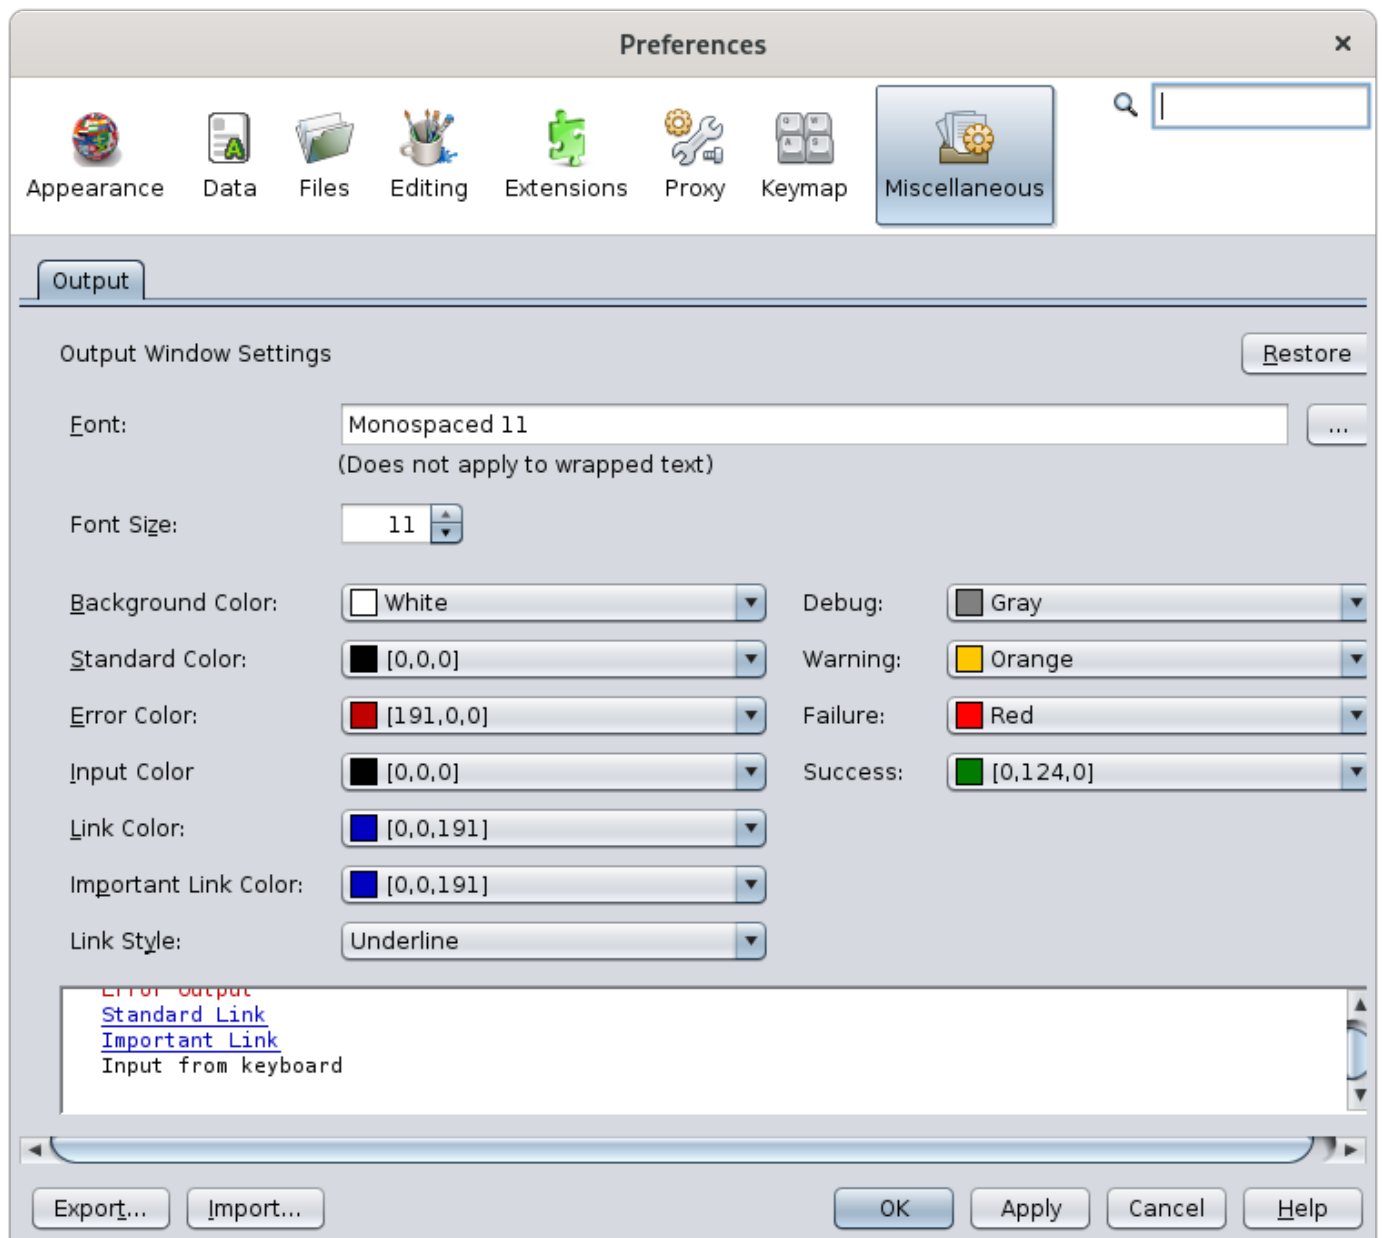 Preferences
Appearance Data Files Editing Extensions Proxy Keymap Miscellaneous
Output
Output Window Settings Restore
Font: Monospaced 11 ...
(Does not apply to wrapped text)
Font Size: 11
Background Color: White Debug: Gray
Standard Color: [0,0,0] Warning: Orange
Error Color: [191,0,0] Failure: Red
Input Color [0,0,0] Success: [0,124,0]
Link Color: [0,0,191]
Important Link Color: [0,0,191]
Link Style: Underline
Error Output
Standard Link
Important Link
Input from keyboard
Export... Import... OK Apply Cancel Help